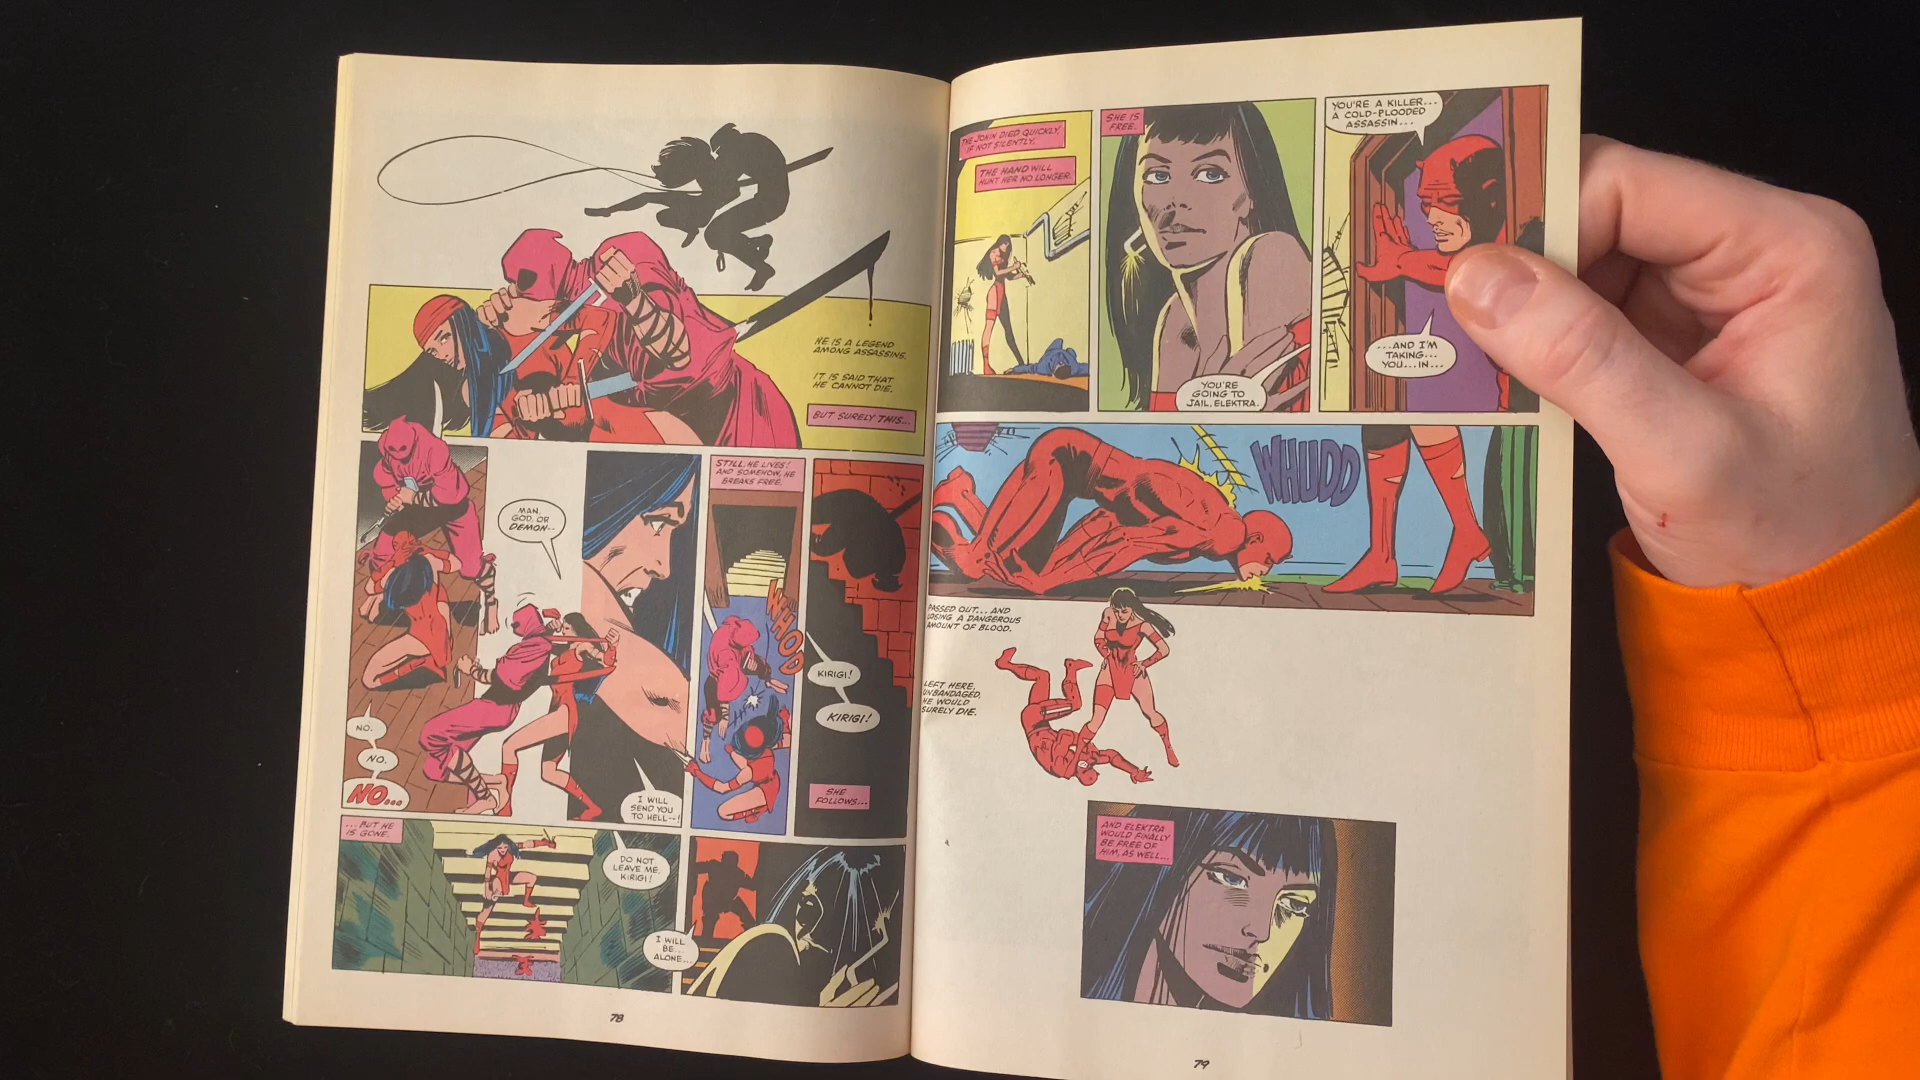 HE IS A LEGEND
AMONG ASSASSINS.
IT IS SAID THAT
HE CANNOT DIE.
BUT SURELY THIS...
NO.
NO.
NO...
MAN,
GOD, OR
DEMON--
I WILL
SEND YOU
TO HELL--!
STILL, HE LIVES!
AND SOMEHOW, HE
BREAKS FREE.
WHOD
KIRIGI!
KIRIGI!
SHE
FOLLOWS...
...BUT HE
IS GONE.
DO NOT
LEAVE ME,
KIRIGI!
I WILL
BE...
ALONE...
78
THE JONIN DIED QUICKLY,
IF NOT SILENTLY.
THE HAND WILL
HUNT HER NO LONGER.
SHE IS
FREE.
YOU'RE
GOING TO
JAIL, ELEKTRA.
YOU'RE A KILLER...
A COLD-PLOODED
ASSASSIN...
...AND I'M
TAKING...
YOU...IN...
WHUDD
PASSED OUT... AND
LOSING A DANGEROUS
AMOUNT OF BLOOD.
LEFT HERE,
UNBANDAGED,
HE WOULD
SURELY DIE.
AND ELEKTRA
WOULD FINALLY
BE FREE OF
HIM, AS WELL...
79